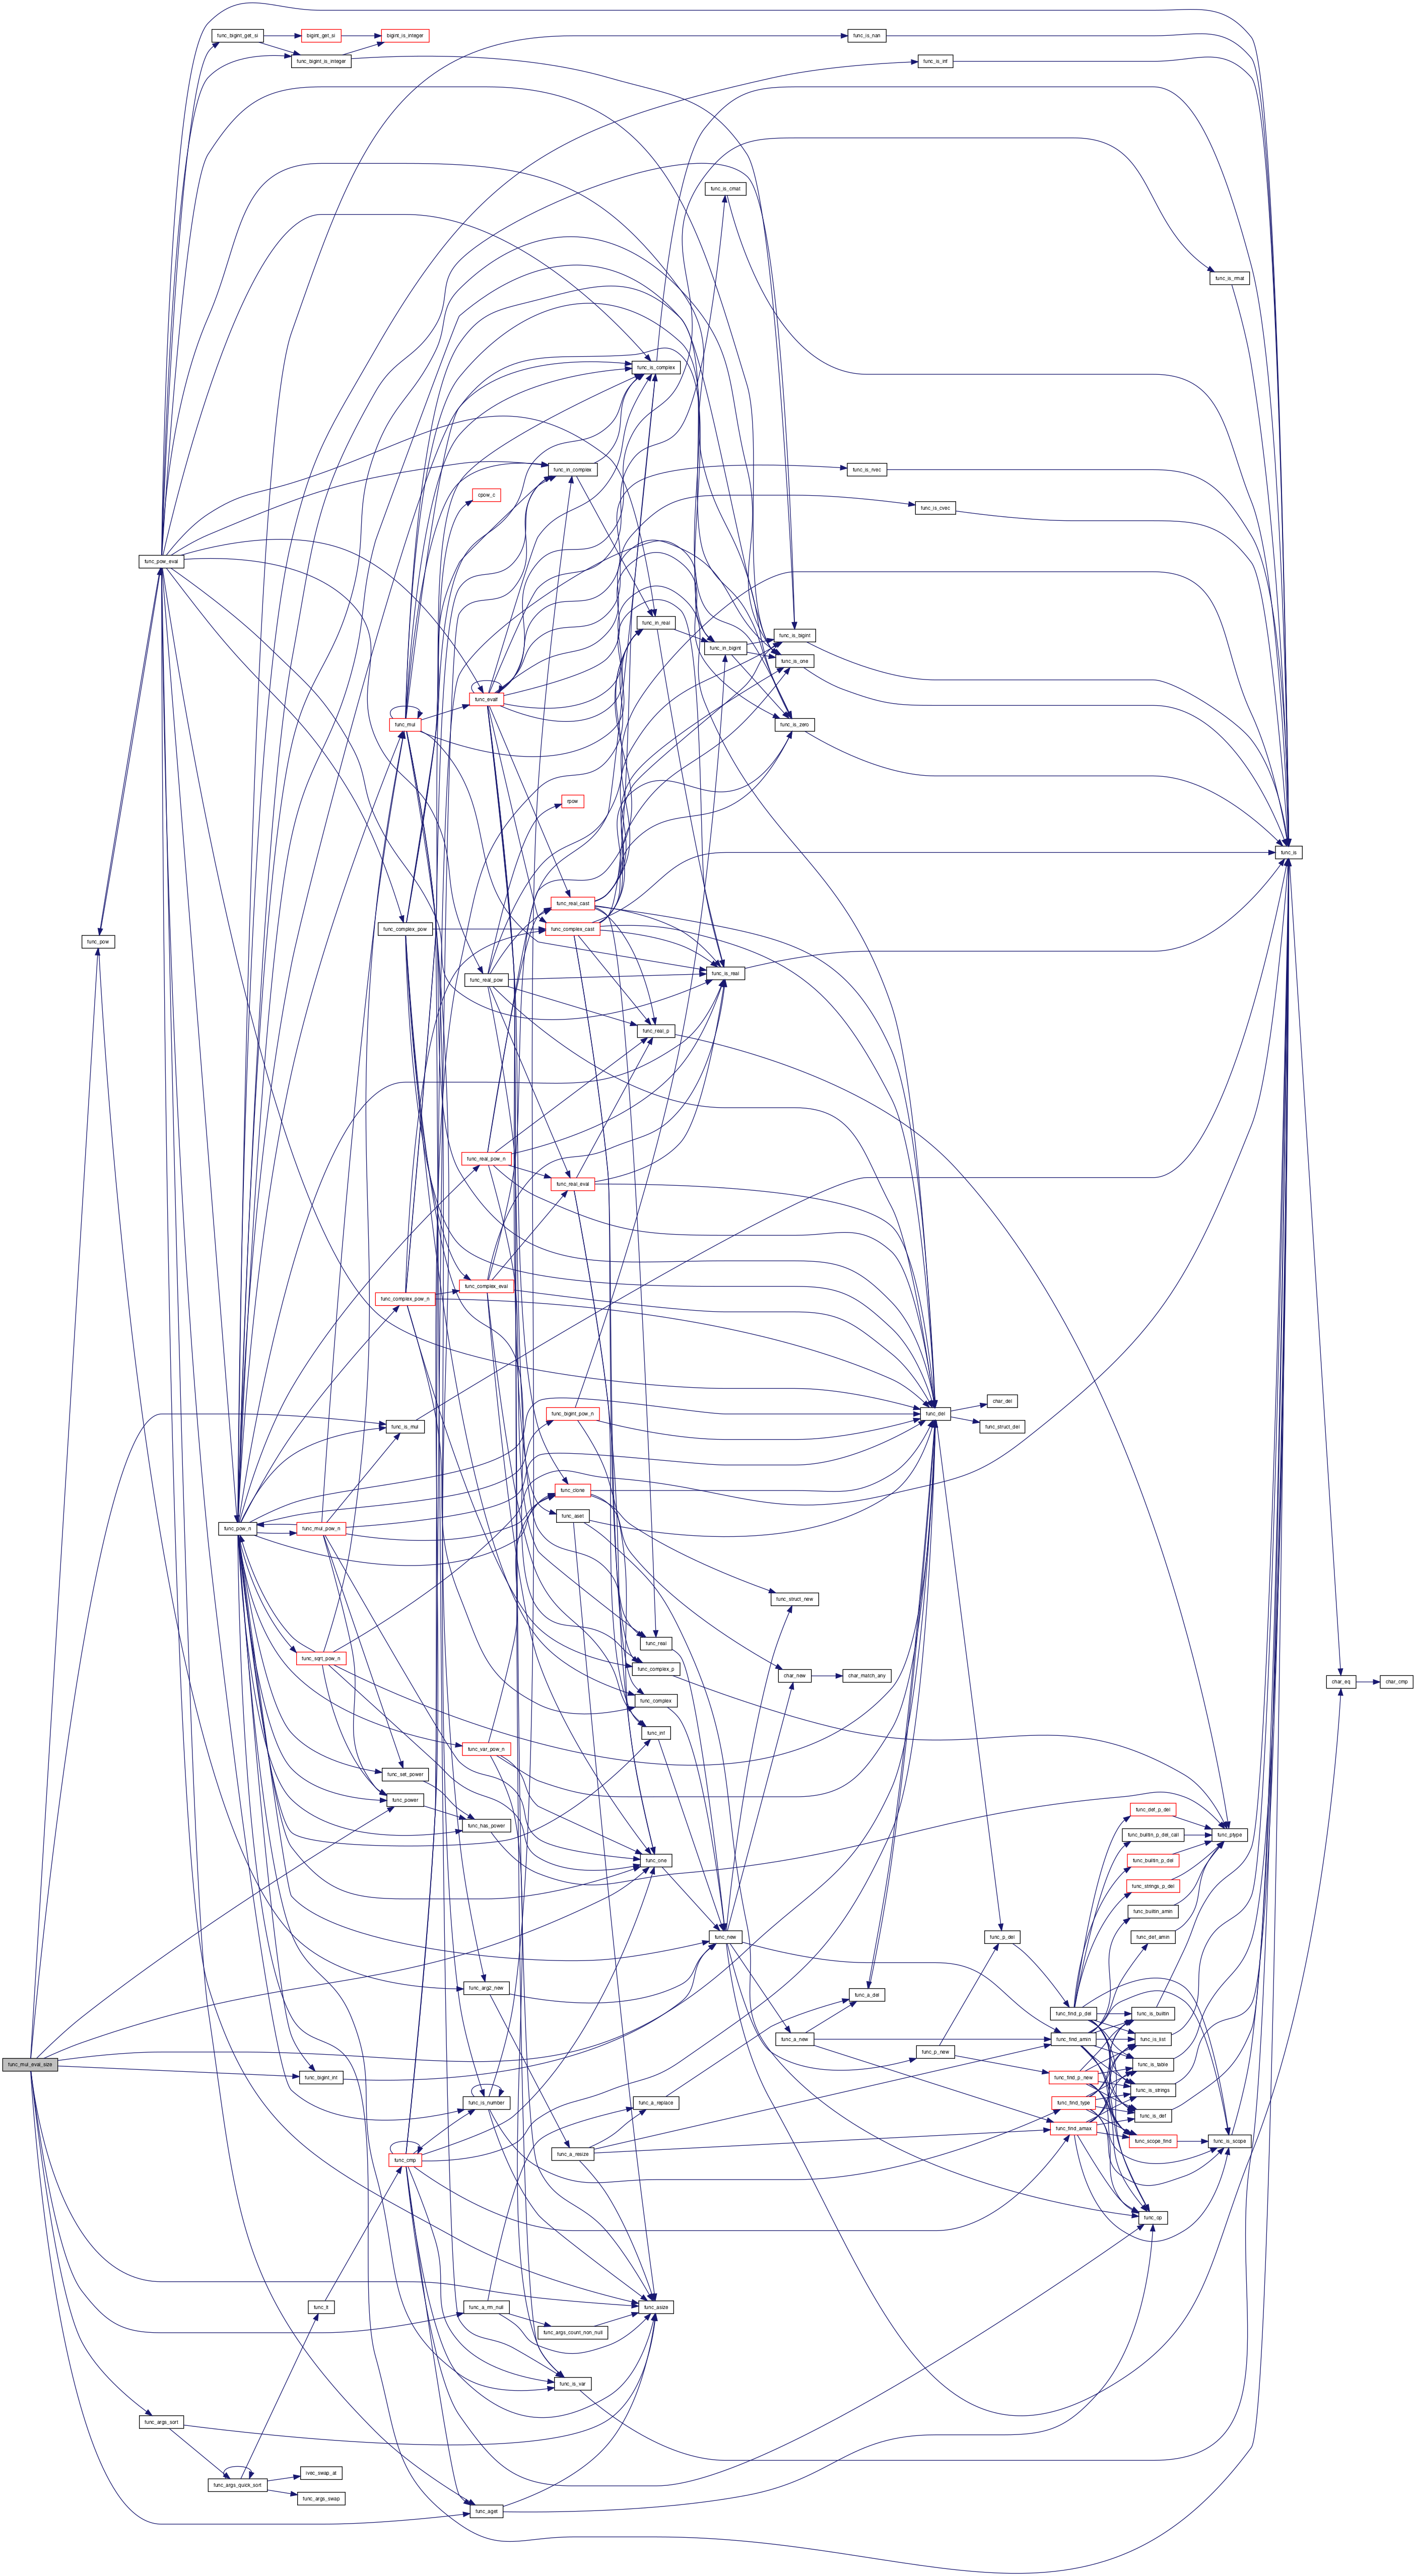 func_bigint_get_si
bigint_get_si
bigint_is_integer
func_is_nan
func_bigint_is_integer
func_is_inf
func_is_cmat
func_is_rmat
func_is_complex
func_in_complex
func_is_rvec
cpow_c
func_is_cvec
func_pow_eval
func_in_real
func_is_bigint
func_in_bigint
func_is_one
func_evalf
func_mul
func_is_zero
rpow
func_is
func_real_cast
func_complex_pow
func_complex_cast
func_pow
func_is_real
func_real_pow
func_real_p
func_real_pow_n
func_real_eval
func_complex_eval
func_complex_pow_n
char_del
func_bigint_pow_n
func_del
func_is_mul
func_struct_del
func_clone
func_aset
func_pow_n
func_mul_pow_n
func_struct_new
func_real
func_sqrt_pow_n
func_complex_p
char_new
char_match_any
char_eq
char_cmp
func_complex
func_inf
func_var_pow_n
func_set_power
func_power
func_def_p_del
func_has_power
func_builtin_p_del_call
func_ptype
func_one
func_builtin_p_del
func_strings_p_del
func_builtin_amin
func_new
func_p_del
func_def_amin
func_arg2_new
func_a_del
func_find_p_del
func_is_builtin
func_a_new
func_find_amin
func_is_list
func_p_new
func_mul_eval_size
func_is_table
func_bigint_int
func_find_p_new
func_is_strings
func_is_number
func_a_replace
func_find_type
func_is_def
func_find_amax
func_scope_find
func_is_scope
func_a_resize
func_cmp
func_op
func_lt
func_a_rm_null
func_asize
func_args_count_non_null
func_is_var
func_args_sort
rvec_swap_at
func_args_quick_sort
func_args_swap
func_aget